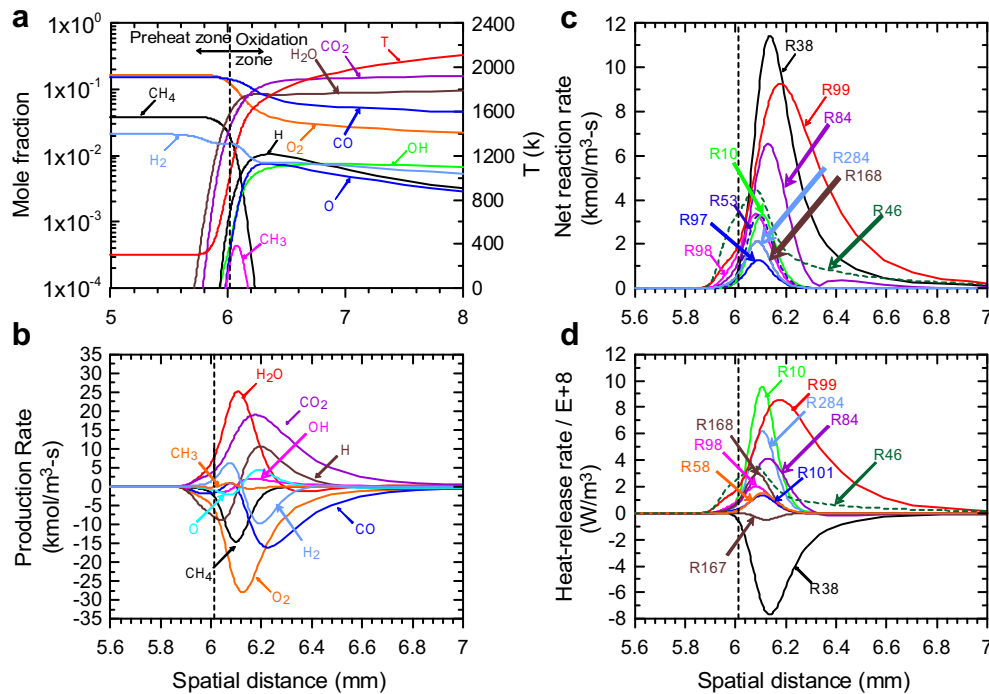 a
Mole fraction
1x10⁰
1x10⁻¹
1x10⁻²
1x10⁻³
1x10⁻⁴
Preheat zone
Oxidation
zone
CO₂
H₂O
T
CH₄
H₂
O₂
CO
H
OH
O
CH₃
2400
2000
1600
1200
800
400
0
T (k)
5
6
7
8
b
Production Rate
(kmol/m³-s)
35
30
25
20
15
10
5
0
-5
-10
-15
-20
-25
-30
-35
H₂O
CO₂
OH
CH₃
H
O
H₂
CO
CH₄
O₂
5.6
5.8
6
6.2
6.4
6.6
6.8
7
Spatial distance (mm)
c
Net reaction rate
(kmol/m³-s)
12
10
8
6
4
2
0
R38
R99
R84
R10
R284
R168
R53
R46
R97
R98
5.6
5.8
6
6.2
6.4
6.6
6.8
7
d
Heat-release rate / E+8
(W/m³)
12
10
8
6
4
2
0
-2
-4
-6
-8
R10
R99
R284
R168
R84
R98
R58
R101
R46
R167
R38
5.6
5.8
6
6.2
6.4
6.6
6.8
7
Spatial distance (mm)